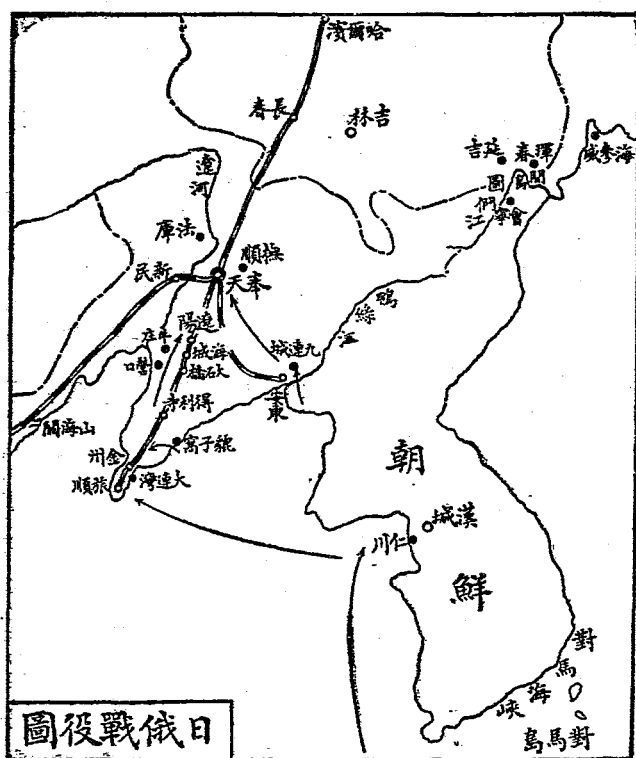 哈爾濱
長春
吉林
海參崴
琿春
延吉
圖們江
會寧
遼河
法庫
撫順
奉天
新民
鴨綠江
遼陽
牛庄
海城
九連城
營口
大石橋
安東
得利寺
山海關
貔子窩
金州
大連灣
旅順
朝鮮
漢城
仁川
對馬海峽
對馬島
日俄戰役圖